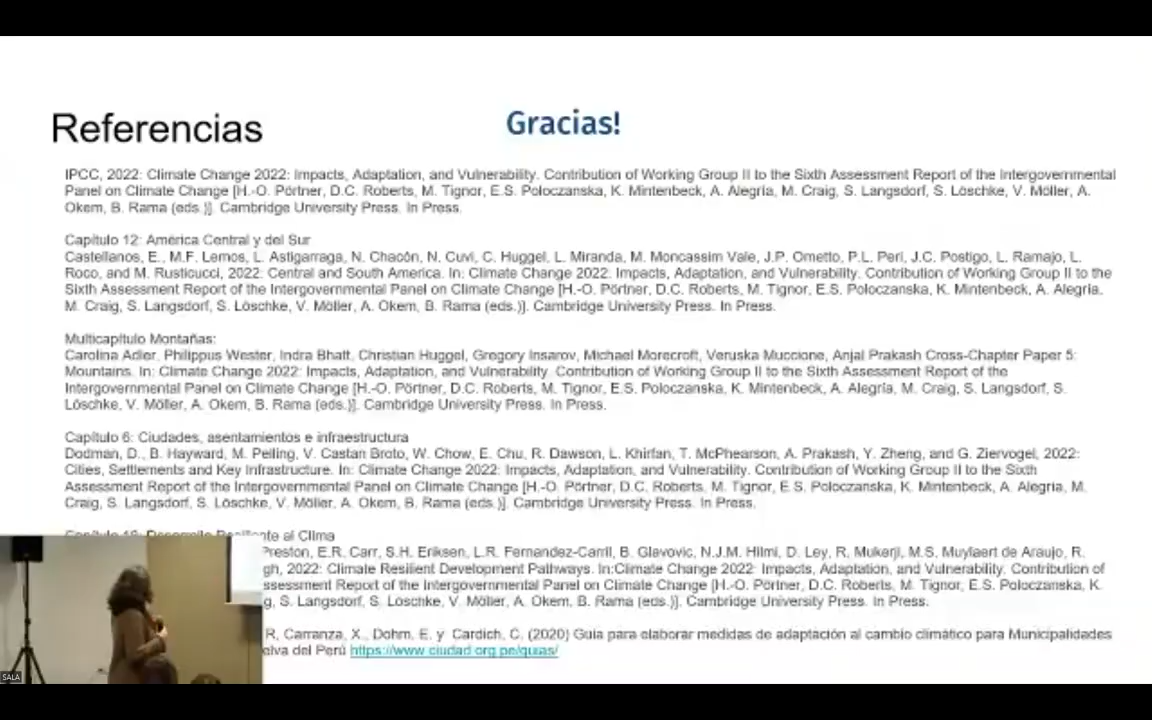 Referencias
Gracias!
IPCC, 2022: Climate Change 2022: Impacts, Adaptation, and Vulnerability. Contribution of Working Group II to the Sixth Assessment Report of the Intergovernmental
Panel on Climate Change [H.-O. Pörtner, D.C. Roberts, M. Tignor, E.S. Poloczanska, K. Mintenbeck, A. Alegría, M. Craig, S. Langsdorf, S. Löschke, V. Möller, A.
Okem, B. Rama (eds.)]. Cambridge University Press. In Press.
Capítulo 12: América Central y del Sur
Castellanos, E., M.F. Lemos, L. Astigarraga, N. Chacón, N. Cuvi, C. Huggel, L. Miranda, M. Moncassim Vale, J.P. Ometto, P.L. Peri, J.C. Postigo, L. Ramajo, L.
Roco, and M. Rusticucci, 2022: Central and South America. In: Climate Change 2022. Impacts, Adaptation, and Vulnerability. Contribution of Working Group II to the
Sixth Assessment Report of the Intergovernmental Panel on Climate Change [H.-O. Pörtner, D.C. Roberts, M. Tignor, E.S. Poloczanska, K. Mintenbeck, A. Alegría.
M. Craig, S. Langsdorf, S. Löschke, V. Möller, A. Okem, B. Rama (eds.)]. Cambridge University Press. In Press.
Multicapítulo Montañas:
Carolina Adler, Philippus Wester, Indra Bhatt, Christian Huggel, Gregory Insarov, Michael Morecroft, Veruska Muccione, Anjal Prakash Cross-Chapter Paper 5:
Mountains. In: Climate Change 2022: Impacts, Adaptation, and Vulnerability. Contribution of Working Group II to the Sixth Assessment Report of the
Intergovernmental Panel on Climate Change [H.-O. Pörtner, D.C. Roberts, M. Tignor, E.S. Poloczanska, K. Mintenbeck, A. Alegría, M. Craig, S. Langsdorf, S.
Löschke, V. Möller, A. Okem, B. Rama (eds.)]. Cambridge University Press. In Press.
Capítulo 6: Ciudades, asentamientos e infraestructura
Dodman, D., B. Hayward, M. Pelling, V. Castan Broto, W. Chow, E. Chu, R. Dawson, L. Khirfan, T. McPhearson, A. Prakash, Y. Zheng, and G. Ziervogel, 2022:
Cities, Settlements and Key Infrastructure. In: Climate Change 2022: Impacts, Adaptation, and Vulnerability. Contribution of Working Group II to the Sixth
Assessment Report of the Intergovernmental Panel on Climate Change [H.-O. Pörtner, D.C. Roberts, M. Tignor, E.S. Poloczanska, K. Mintenbeck, A. Alegría, M.
Craig, S. Langsdorf, S. Löschke, V. Möller, A. Okem, B. Rama (eds.)]. Cambridge University Press. In Press.
al Clima
Preston, E.R. Carr, S.H. Eriksen, L.R. Fernandez-Carril, B. Glavovic, N.J.M. Hilmi, D. Ley, R. Mukerji, M.S. Muylaert de Araujo, R.
gh, 2022: Climate Resilient Development Pathways. In:Climate Change 2022: Impacts, Adaptation, and Vulnerability. Contribution of
ssessment Report of the Intergovernmental Panel on Climate Change [H.-O. Pörtner, D.C. Roberts, M. Tignor, E.S. Poloczanska, K.
g, S. Langsdorf, S. Löschke, V. Möller, A. Okem, B. Rama (eds.)]. Cambridge University Press. In Press.
R, Carranza, X., Dohm, E. y Cardich, C. (2020) Guía para elaborar medidas de adaptación al cambio climático para Municipalidades
elva del Perú https://www.ciudad.org.pe/guias/
SALA